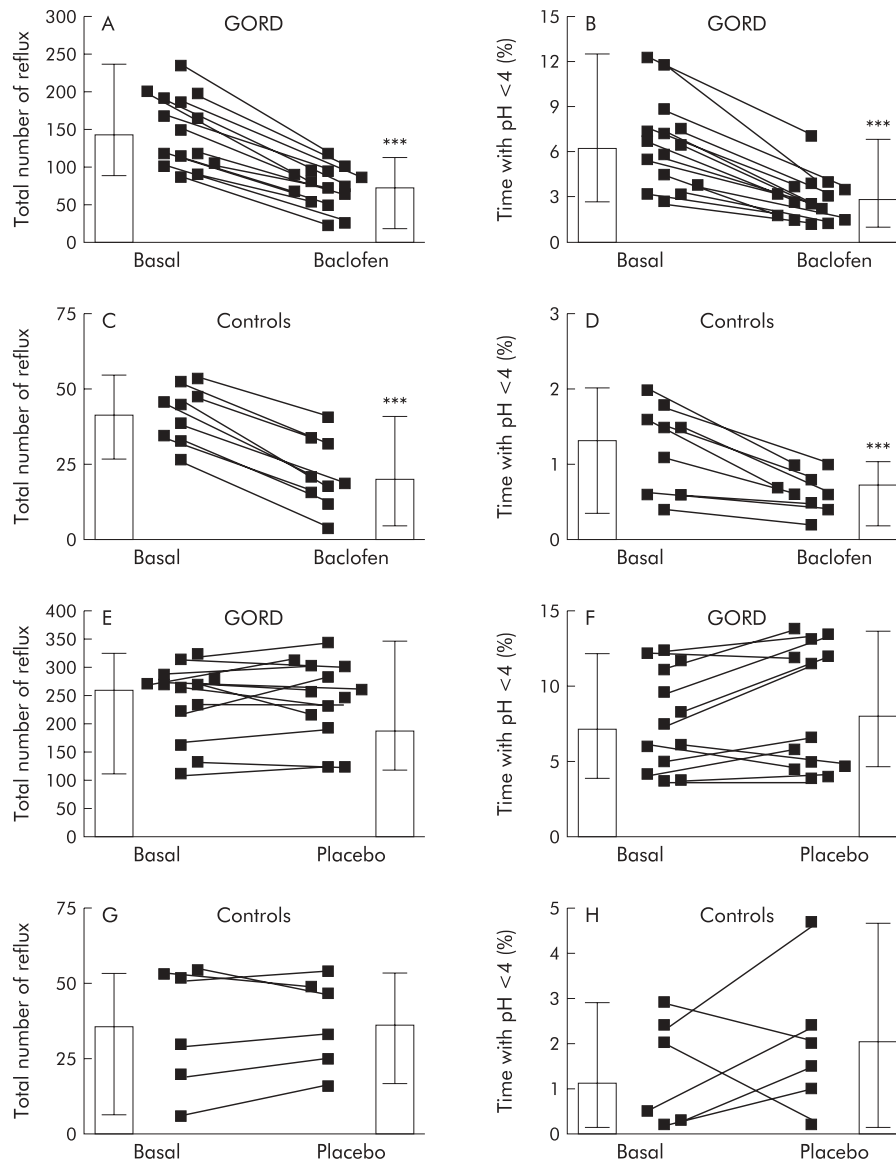 A GORD
Total number of reflux
300
250
200
150
100
50
0
***
Basal Baclofen
B GORD
Time with pH <4 (%)
15
12
9
6
3
0
***
Basal Baclofen
C Controls
Total number of reflux
75
50
25
0
***
Basal Baclofen
D Controls
Time with pH <4 (%)
3
2
1
0
***
Basal Baclofen
E GORD
Total number of reflux
400
350
300
250
200
150
100
50
0
Basal Placebo
F GORD
Time with pH <4 (%)
15
10
5
0
Basal Placebo
G Controls
Total number of reflux
75
50
25
0
Basal Placebo
H Controls
Time with pH <4 (%)
5
4
3
2
1
0
Basal Placebo